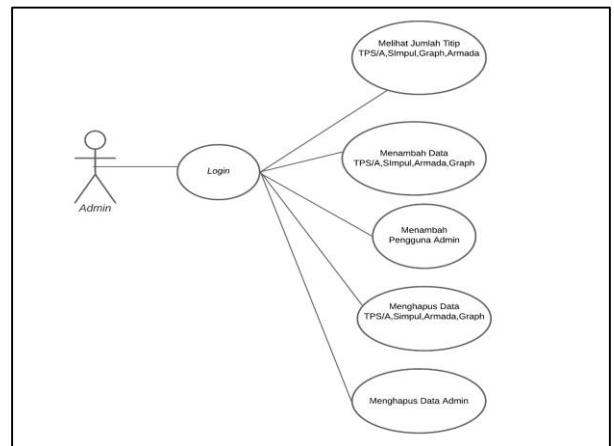 Melihat Jumlah Titip
TPS/A,SImpul,Graph,Armada
Login
Admin
Menambah Data
TPS/A,SImpul,Armada,Graph
Menambah
Pengguna Admin
Menghapus Data
TPS/A,Simpul,Armada,Graph
Menghapus Data Admin